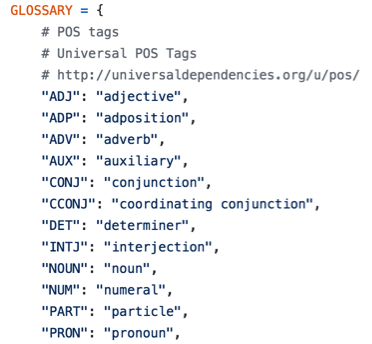 GLOSSARY = {
    # POS tags
    # Universal POS Tags
    # http://universaldependencies.org/u/pos/
    "ADJ": "adjective",
    "ADP": "adposition",
    "ADV": "adverb",
    "AUX": "auxiliary",
    "CONJ": "conjunction",
    "CCONJ": "coordinating conjunction",
    "DET": "determiner",
    "INTJ": "interjection",
    "NOUN": "noun",
    "NUM": "numeral",
    "PART": "particle",
    "PRON": "pronoun",